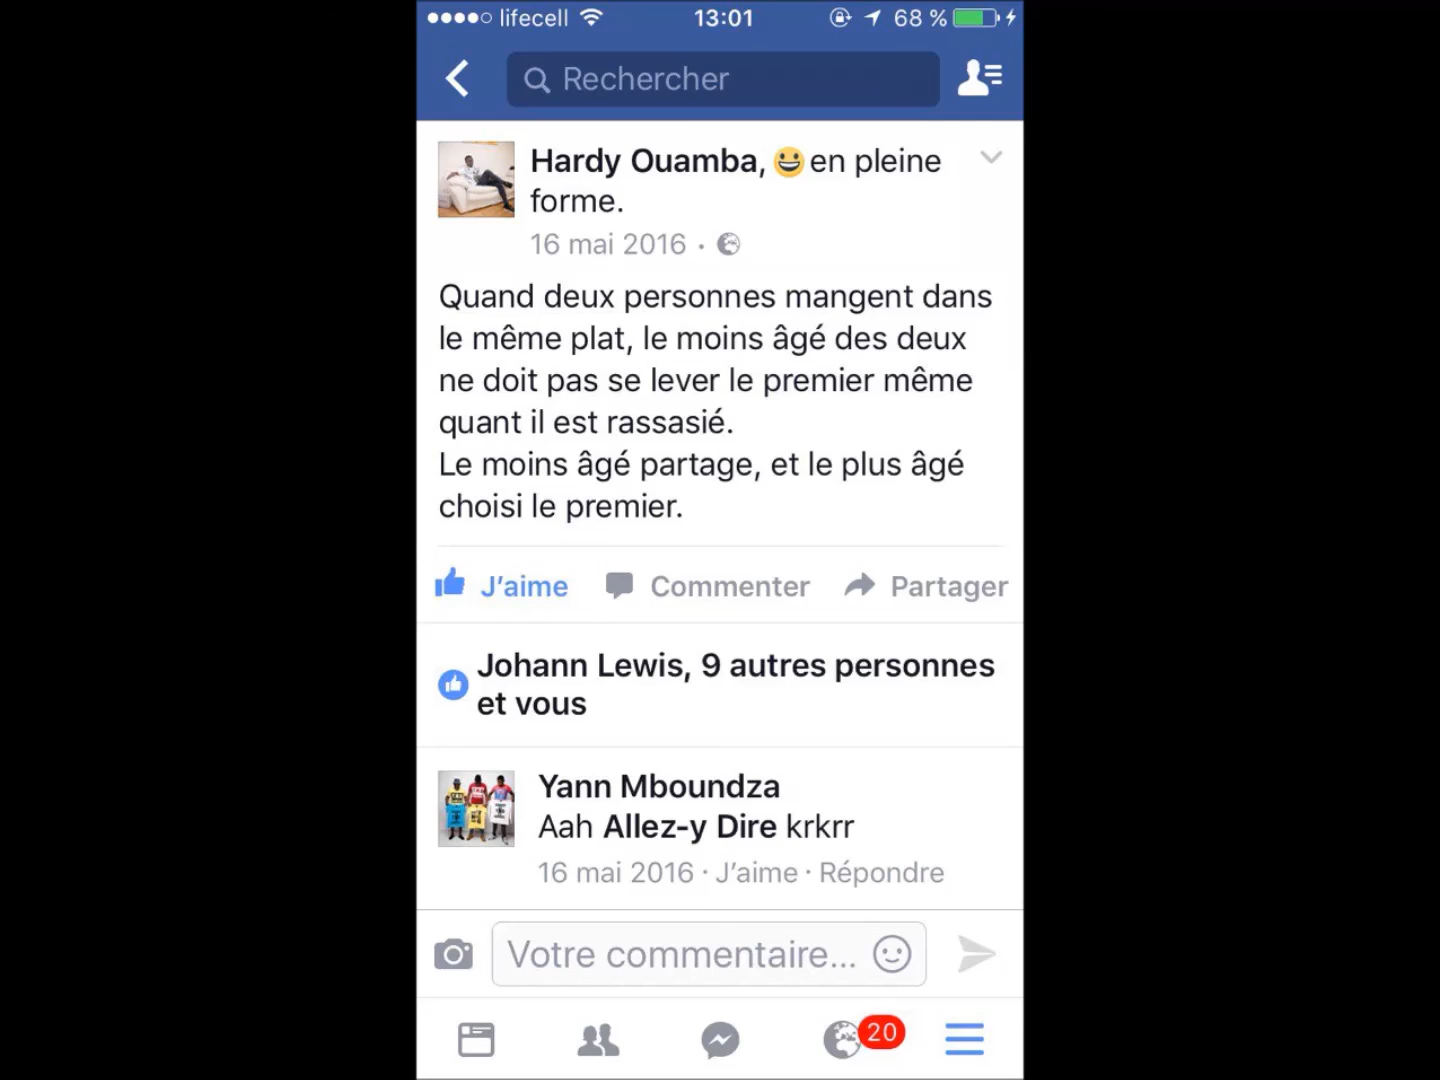 lifecell 13:01 68 %
Rechercher
Hardy Ouamba, 😀 en pleine
forme.
16 mai 2016 ·
Quand deux personnes mangent dans
le même plat, le moins âgé des deux
ne doit pas se lever le premier même
quant il est rassasié.
Le moins âgé partage, et le plus âgé
choisi le premier.
J'aime Commenter Partager
Johann Lewis, 9 autres personnes
et vous
Yann Mboundza
Aah Allez-y Dire krkrr
16 mai 2016 · J'aime · Répondre
Votre commentaire...
20